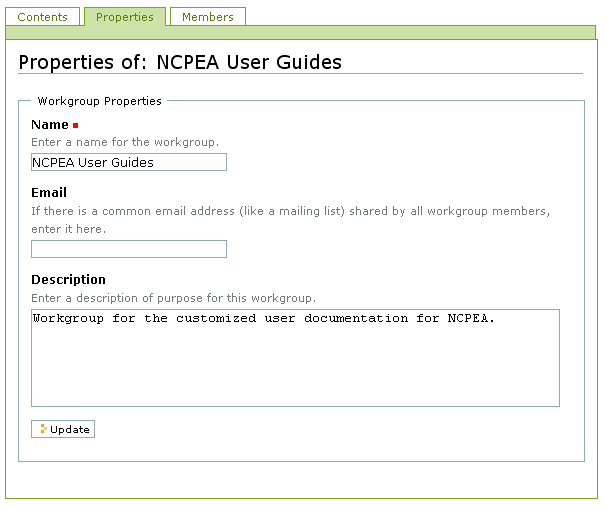 Contents Properties Members
Properties of: NCPEA User Guides
Workgroup Properties
Name
Enter a name for the workgroup.
NCPEA User Guides
Email
If there is a common email address (like a mailing list) shared by all workgroup members,
enter it here.
Description
Enter a description of purpose for this workgroup.
Workgroup for the customized user documentation for NCPEA.
Update